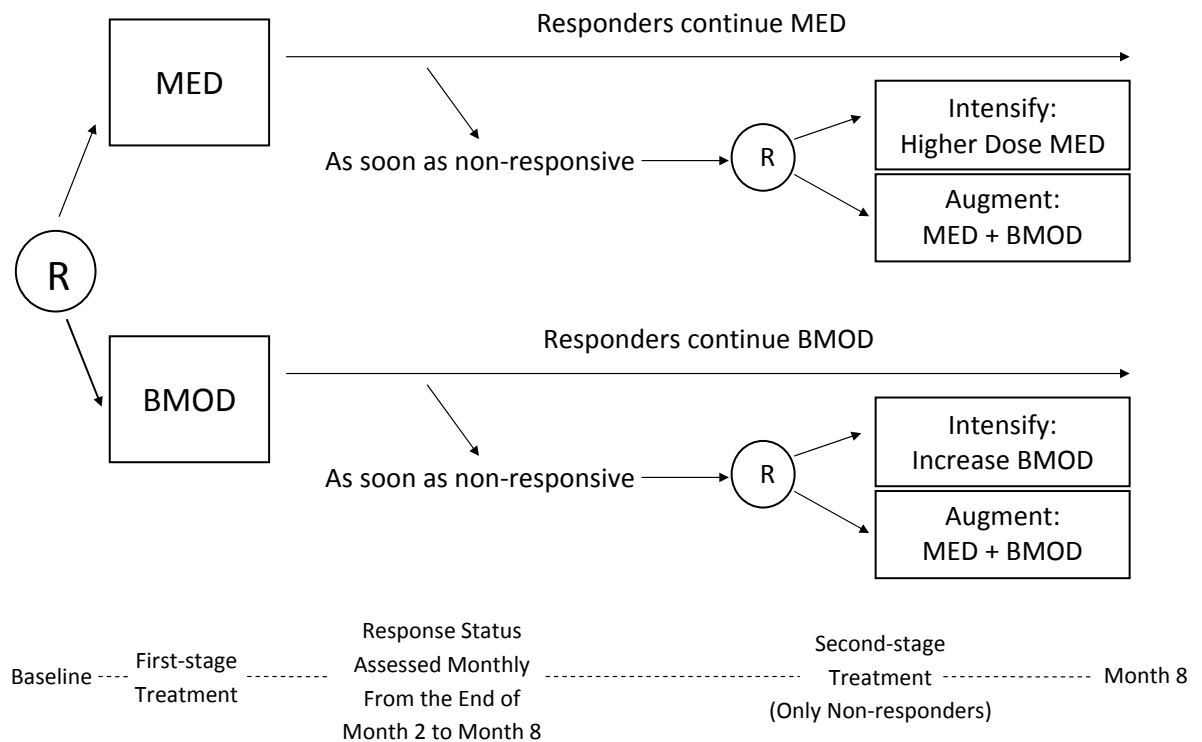 Responders continue MED
MED
As soon as non-responsive
R
Intensify:
Higher Dose MED
Augment:
MED + BMOD
R
Responders continue BMOD
BMOD
As soon as non-responsive
R
Intensify:
Increase BMOD
Augment:
MED + BMOD
Baseline
First-stage
Treatment
Response Status
Assessed Monthly
From the End of
Month 2 to Month 8
Second-stage
Treatment
(Only Non-responders)
Month 8